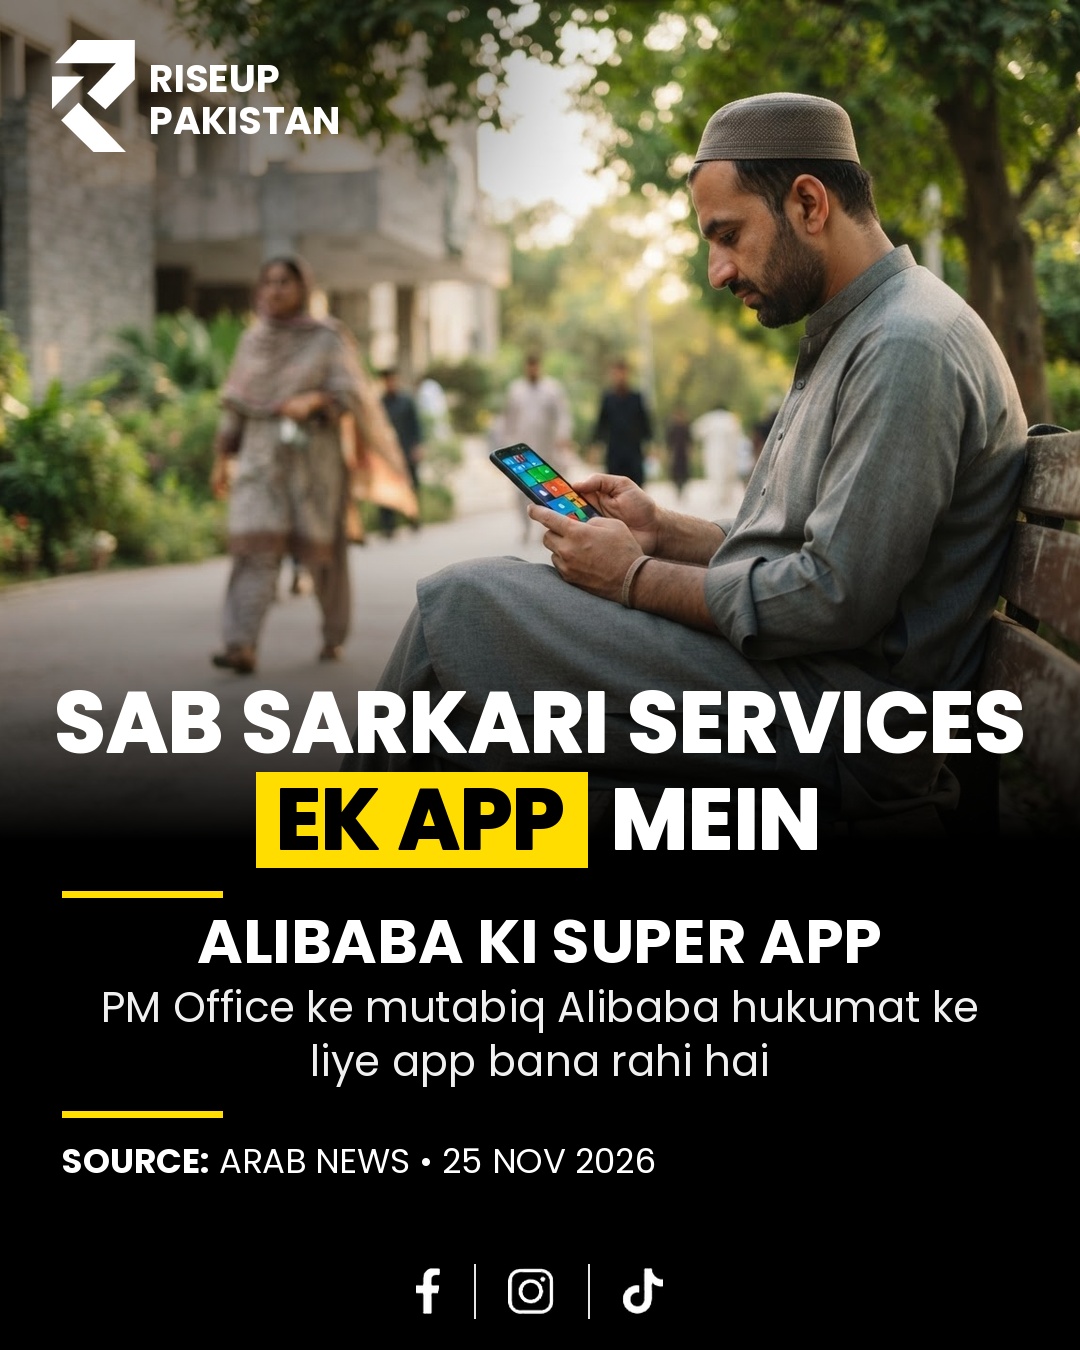 RISEUP
PAKISTAN
SAB SARKARI SERVICES
EK APP MEIN
ALIBABA KI SUPER APP
PM Office ke mutabiq Alibaba hukumat ke
liye app bana rahi hai
SOURCE: ARAB NEWS • 25 NOV 2026